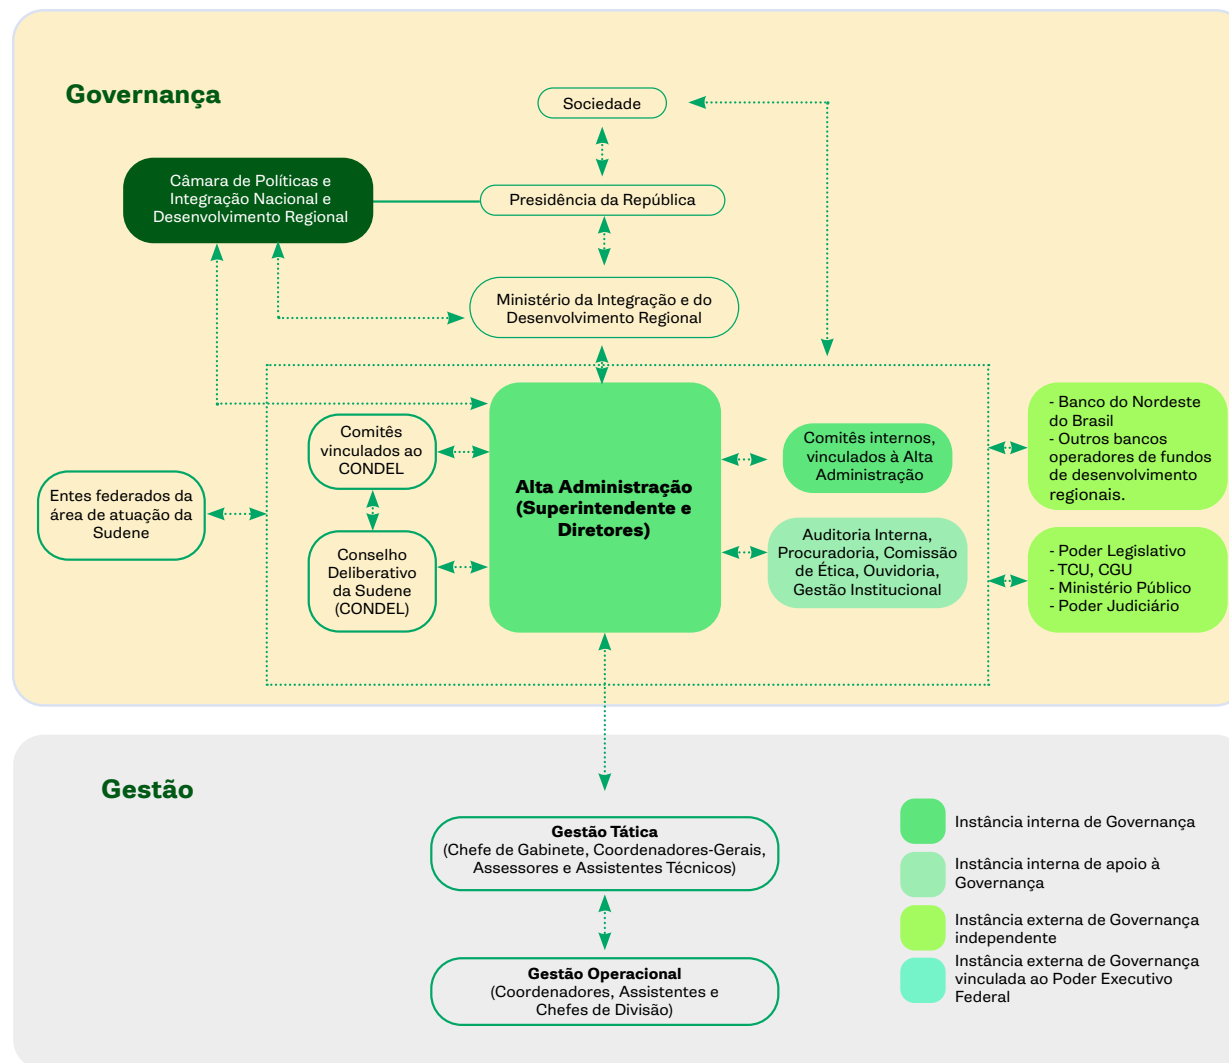 Governança
Sociedade
Câmara de Políticas e
Integração Nacional e
Desenvolvimento Regional
Presidência da República
Ministério da Integração e do
Desenvolvimento Regional
Comitês
vinculados ao
CONDEL
Alta Administração
(Superintendente e
Diretores)
Comitês internos,
vinculados à Alta
Administração
- Banco do Nordeste
do Brasil
- Outros bancos
operadores de fundos
de desenvolvimento
regionais.
Entes federados da
área de atuação da
Sudene
Conselho
Deliberativo
da Sudene
(CONDEL)
Auditoria Interna,
Procuradoria, Comissão
de Ética, Ouvidoria,
Gestão Institucional
- Poder Legislativo
- TCU, CGU
- Ministério Público
- Poder Judiciário
Gestão
Gestão Tática
(Chefe de Gabinete, Coordenadores-Gerais,
Assessores e Assistentes Técnicos)
Gestão Operacional
(Coordenadores, Assistentes e
Chefes de Divisão)
Instância interna de Governança
Instância interna de apoio à
Governança
Instância externa de Governança
independente
Instância externa de Governança
vinculada ao Poder Executivo
Federal